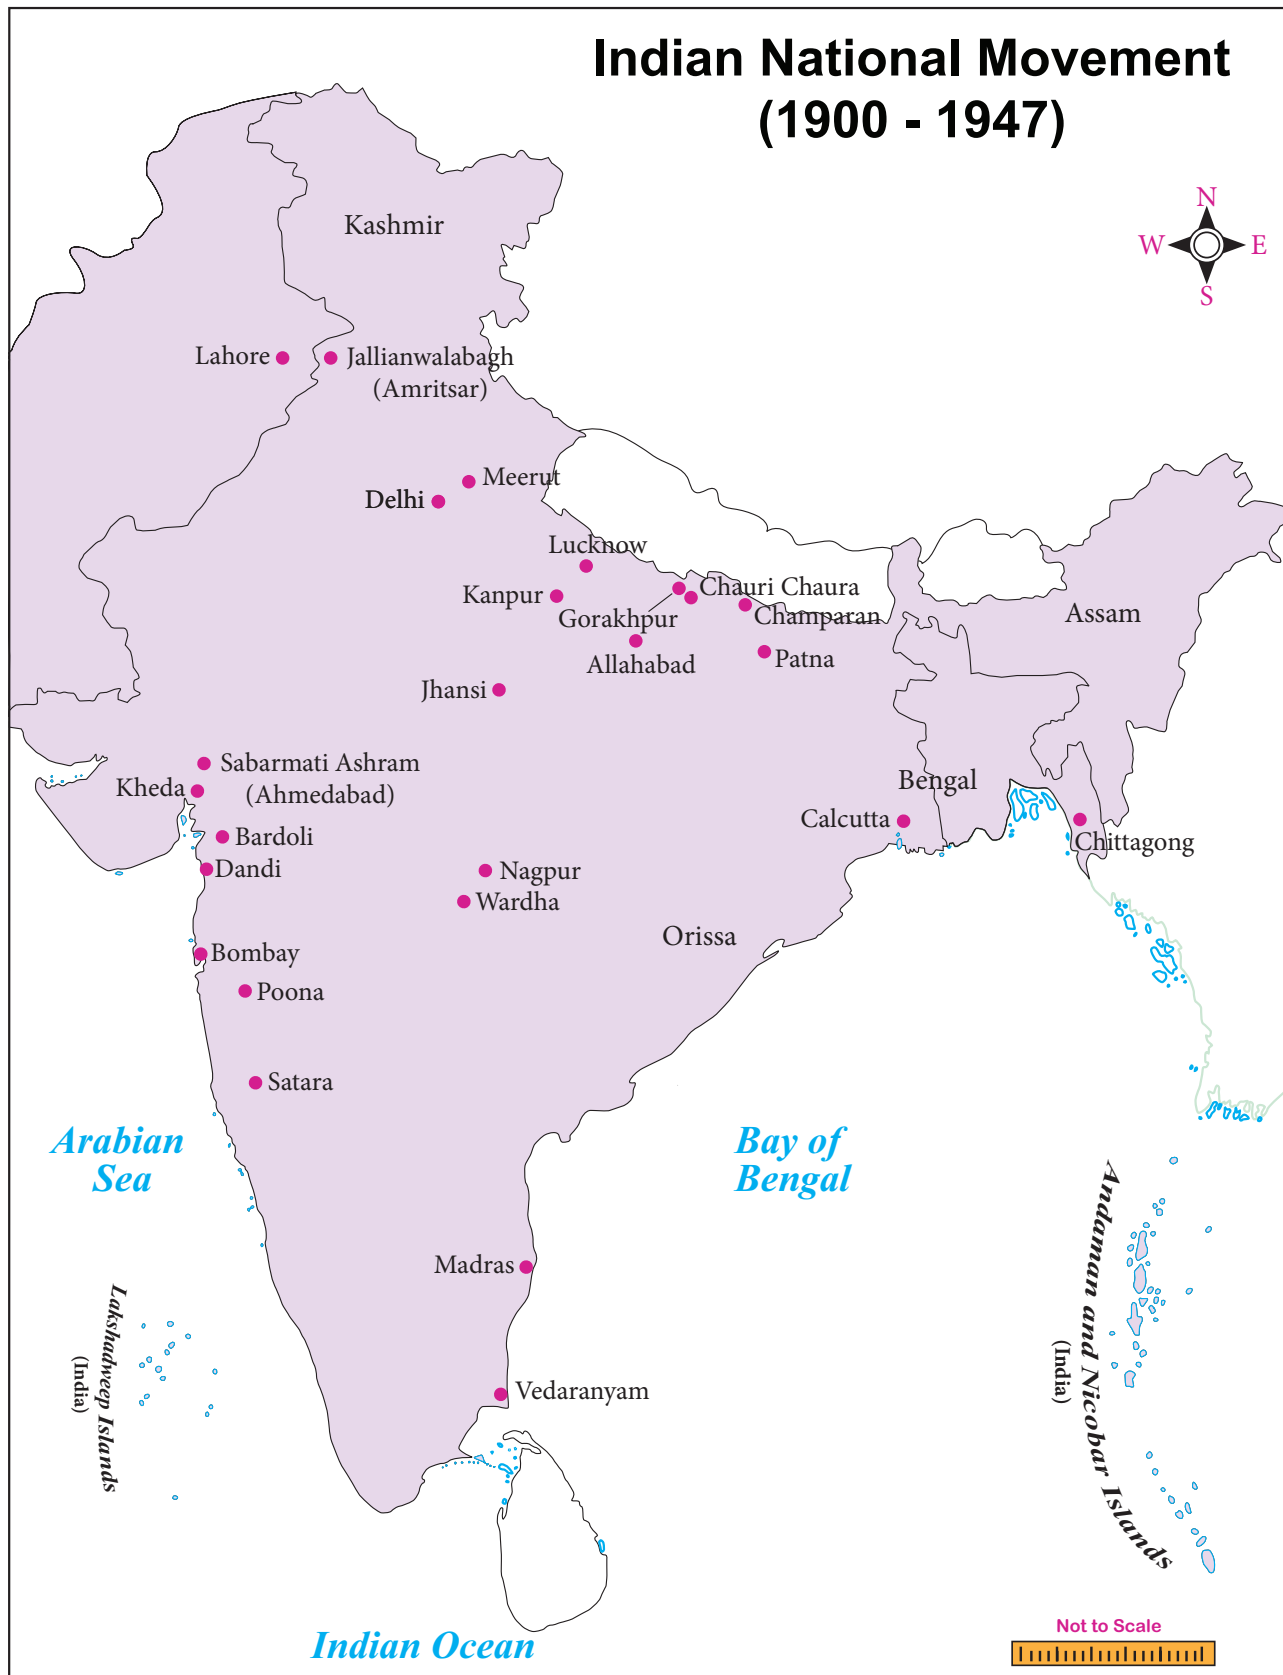 Indian National Movement
(1900 - 1947)
N
W
E
S
Kashmir
Lahore
Jallianwalabagh
(Amritsar)
Meerut
Delhi
Lucknow
Kanpur
Chauri Chaura
Gorakhpur
Champaran
Assam
Allahabad
Patna
Jhansi
Sabarmati Ashram
(Ahmedabad)
Kheda
Bengal
Bardoli
Calcutta
Chittagong
Dandi
Nagpur
Wardha
Orissa
Bombay
Poona
Satara
Arabian
Sea
Bay of
Bengal
Madras
Andaman and Nicobar Islands
(India)
Lakshadweep Islands
(India)
Vedaranyam
Indian Ocean
Not to Scale